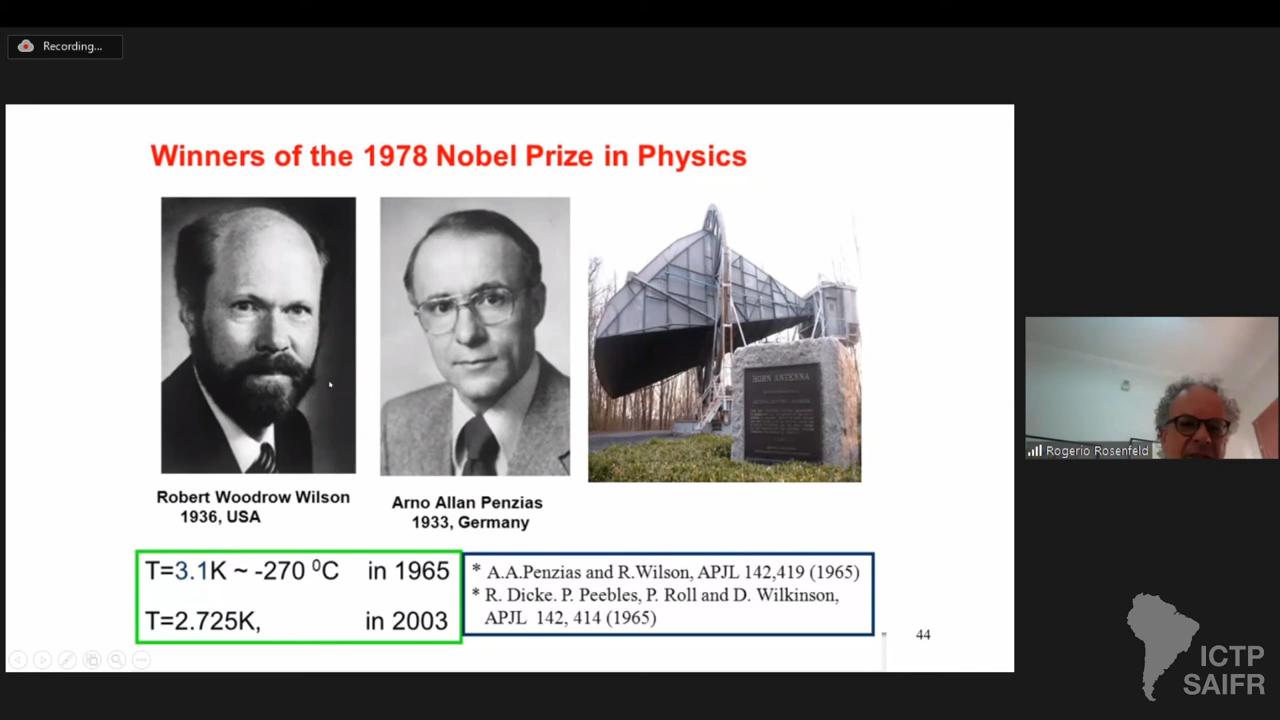 Recording...
Winners of the 1978 Nobel Prize in Physics
HORN ANTENNA
Robert Woodrow Wilson
1936, USA
Arno Allan Penzias
1933, Germany
T=3.1K ~ -270 ⁰C in 1965
T=2.725K, in 2003
* A.A.Penzias and R.Wilson, APJL 142,419 (1965)
* R. Dicke. P. Peebles, P. Roll and D. Wilkinson,
APJL 142, 414 (1965)
44
Rogerio Rosenfeld
ICTP
SAIFR